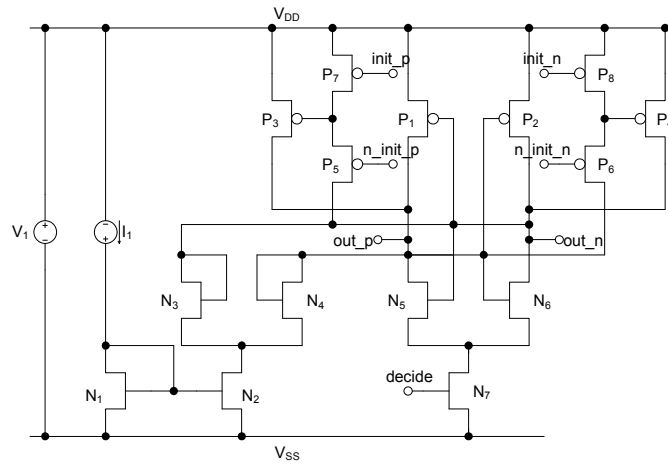 VDD
init_p
init_n
P7
P8
P3
P1
P2
n_init_p
n_init_n
P5
P6
V1
I1
out_p
out_n
N3
N4
N5
N6
decide
N1
N2
N7
VSS